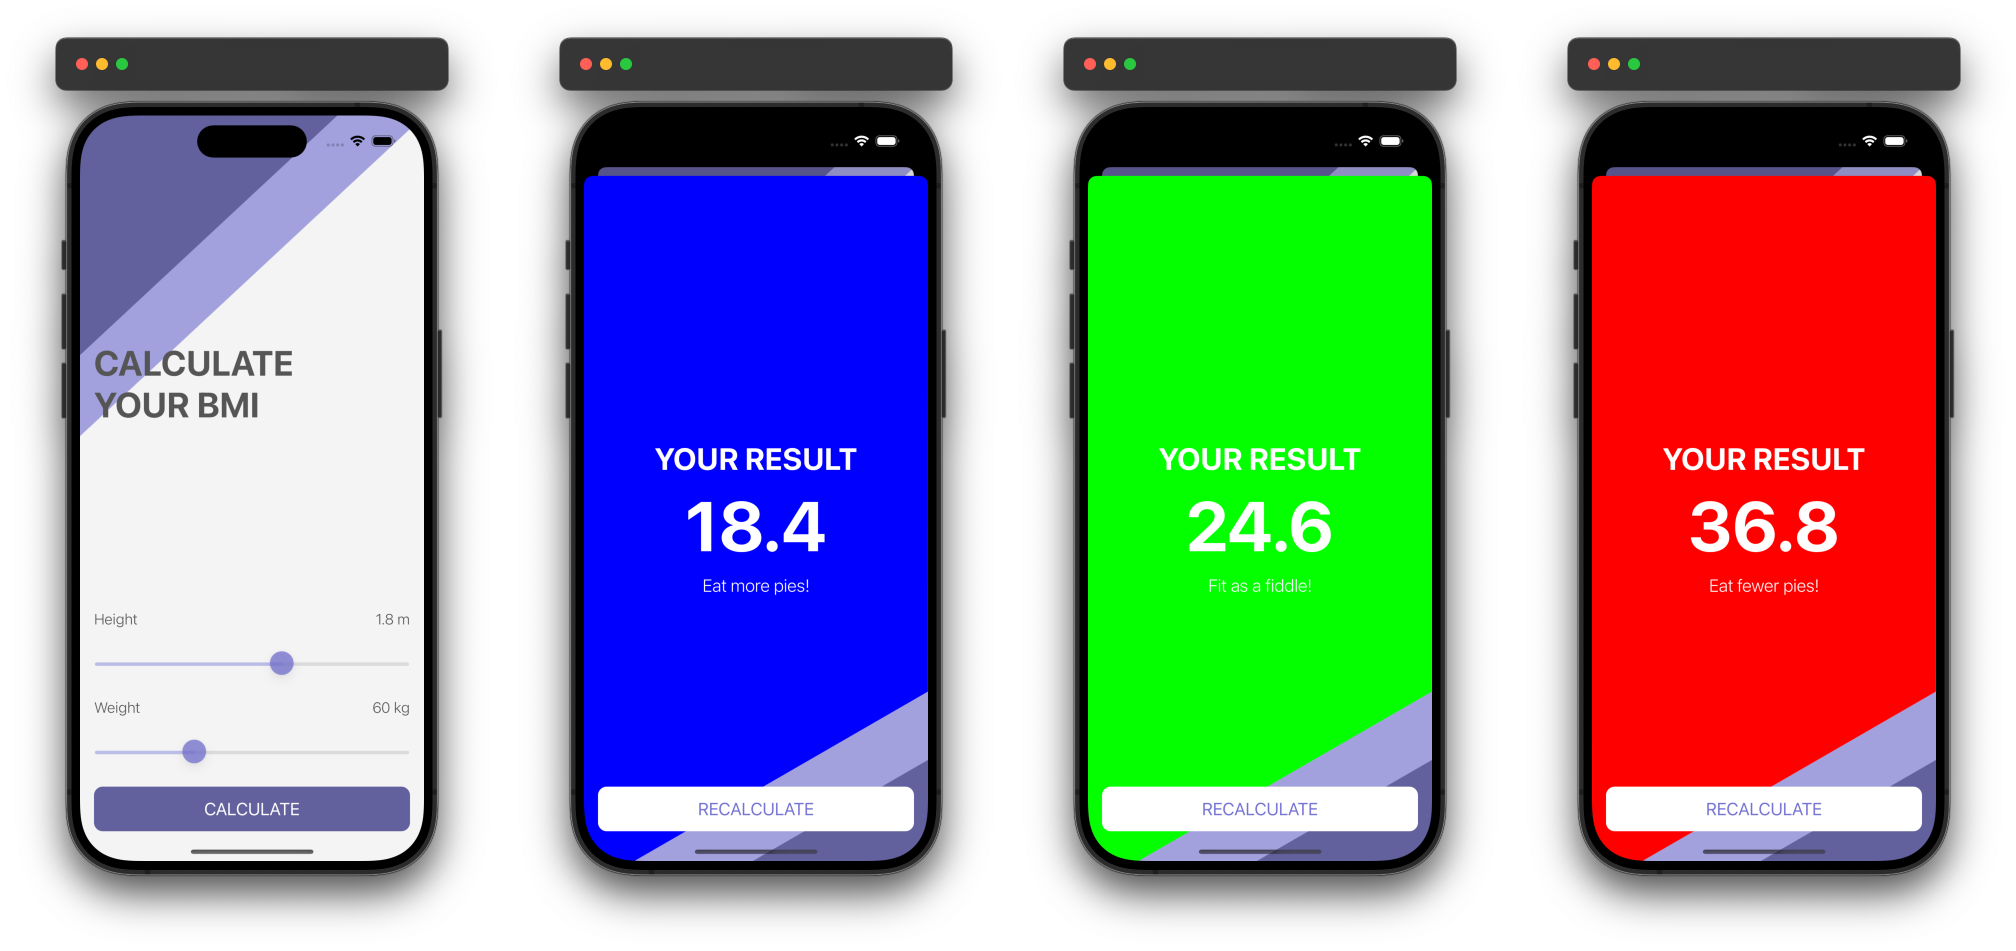 CALCULATE
YOUR BMI
Height 1.8 m
Weight 60 kg
CALCULATE
YOUR RESULT
18.4
Eat more pies!
RECALCULATE
YOUR RESULT
24.6
Fit as a fiddle!
RECALCULATE
YOUR RESULT
36.8
Eat fewer pies!
RECALCULATE